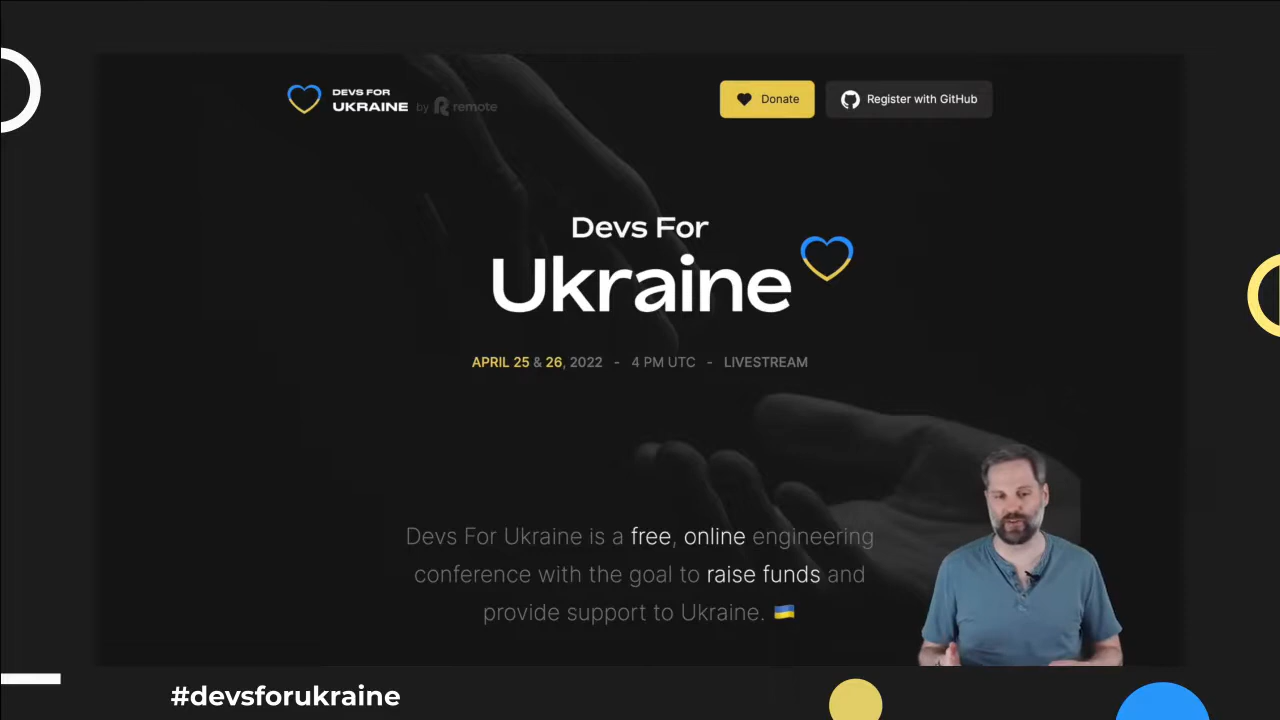 DEVS FOR
UKRAINE by remote
Donate
Register with GitHub
Devs For
Ukraine
APRIL 25 & 26, 2022 - 4 PM UTC - LIVESTREAM
Devs For Ukraine is a free, online engineering
conference with the goal to raise funds and
provide support to Ukraine. 🇺🇦
#devsforukraine